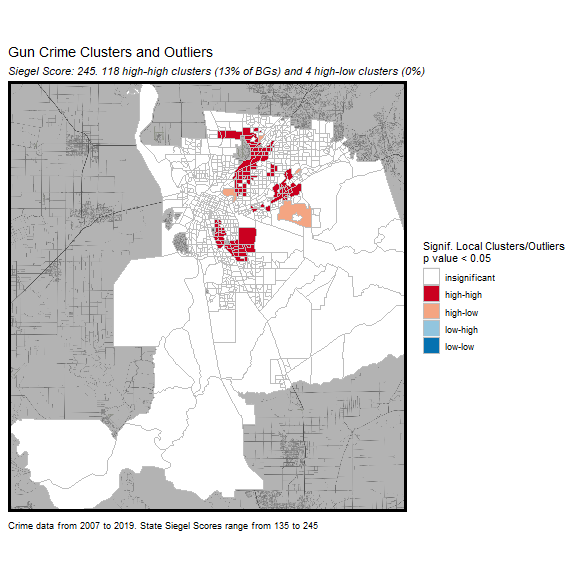 Gun Crime Clusters and Outliers
Siegel Score: 245. 118 high-high clusters (13% of BGs) and 4 high-low clusters (0%)
Signif. Local Clusters/Outliers
p value < 0.05
insignificant
high-high
high-low
low-high
low-low
Crime data from 2007 to 2019. State Siegel Scores range from 135 to 245